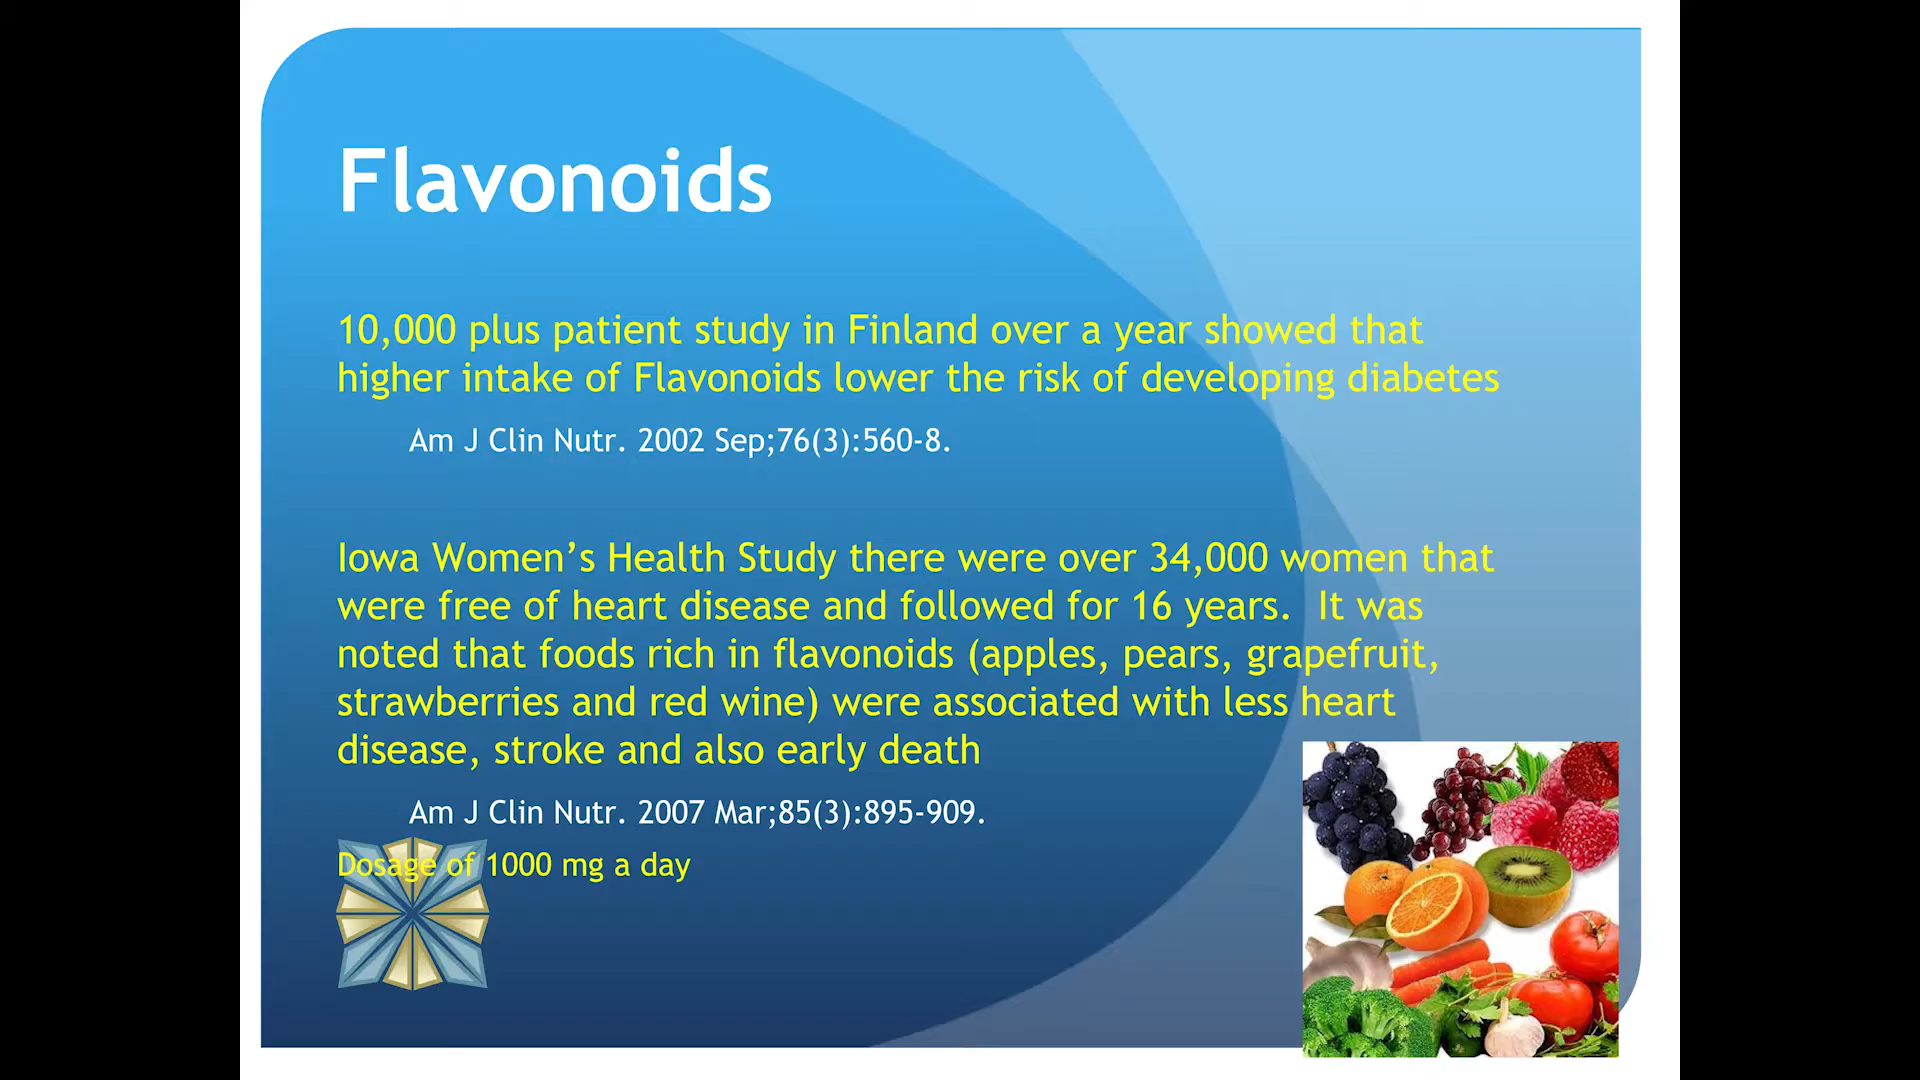 Flavonoids
10,000 plus patient study in Finland over a year showed that
higher intake of Flavonoids lower the risk of developing diabetes
Am J Clin Nutr. 2002 Sep;76(3):560-8.
Iowa Women’s Health Study there were over 34,000 women that
were free of heart disease and followed for 16 years.  It was
noted that foods rich in flavonoids (apples, pears, grapefruit,
strawberries and red wine) were associated with less heart
disease, stroke and also early death
Am J Clin Nutr. 2007 Mar;85(3):895-909.
Dosage of 1000 mg a day